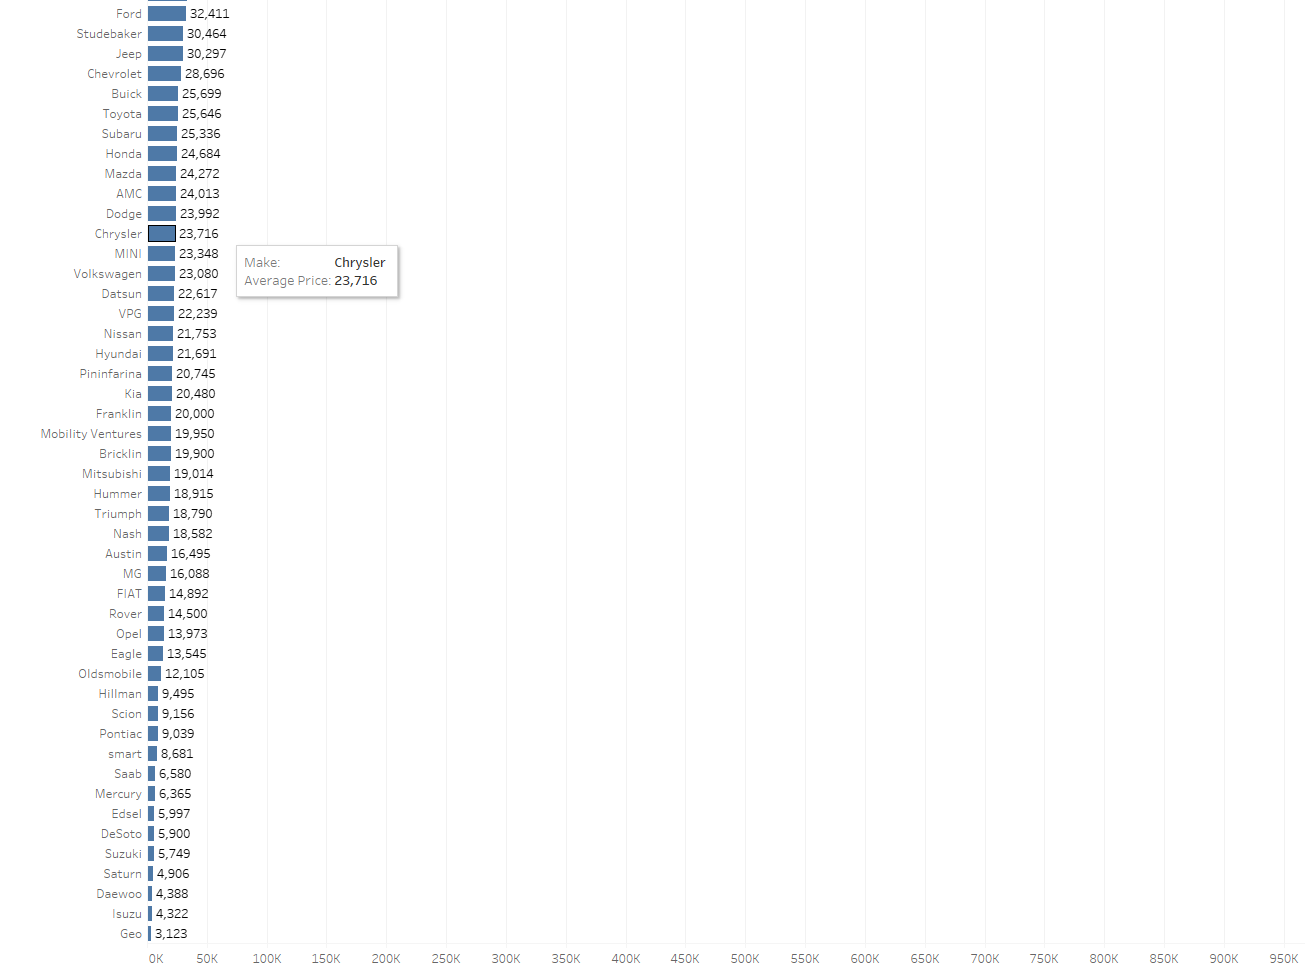 Ford 32,411
Studebaker 30,464
Jeep 30,297
Chevrolet 28,696
Buick 25,699
Toyota 25,646
Subaru 25,336
Honda 24,684
Mazda 24,272
AMC 24,013
Dodge 23,992
Chrysler 23,716
MINI 23,348
Make: Chrysler
Volkswagen 23,080
Average Price: 23,716
Datsun 22,617
VPG 22,239
Nissan 21,753
Hyundai 21,691
Pininfarina 20,745
Kia 20,480
Franklin 20,000
Mobility Ventures 19,950
Bricklin 19,900
Mitsubishi 19,014
Hummer 18,915
Triumph 18,790
Nash 18,582
Austin 16,495
MG 16,088
FIAT 14,892
Rover 14,500
Opel 13,973
Eagle 13,545
Oldsmobile 12,105
Hillman 9,495
Scion 9,156
Pontiac 9,039
smart 8,681
Saab 6,580
Mercury 6,365
Edsel 5,997
DeSoto 5,900
Suzuki 5,749
Saturn 4,906
Daewoo 4,388
Isuzu 4,322
Geo 3,123
0K 50K 100K 150K 200K 250K 300K 350K 400K 450K 500K 550K 600K 650K 700K 750K 800K 850K 900K 950K